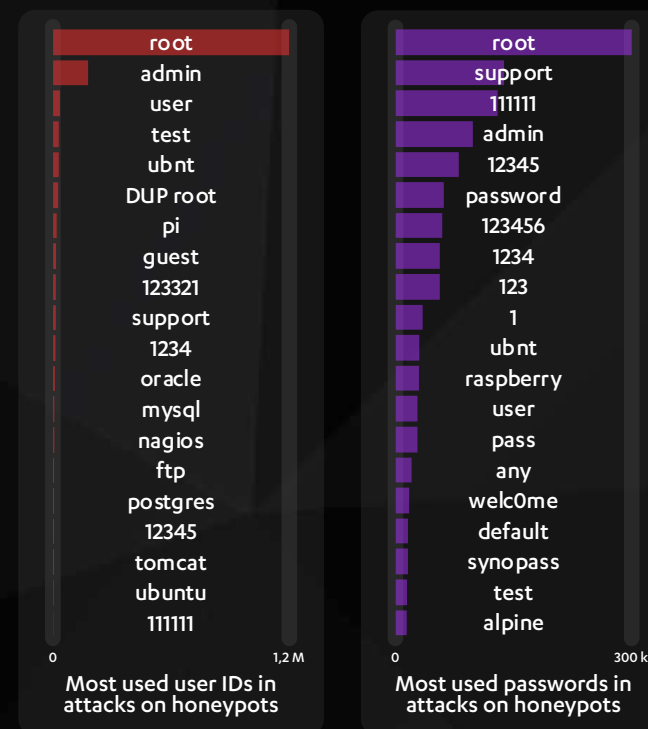 root
admin
user
test
ubnt
DUP root
pi
guest
123321
support
1234
oracle
mysql
nagios
ftp
postgres
12345
tomcat
ubuntu
111111
0 1,2 M
Most used user IDs in
attacks on honeypots
root
support
111111
admin
12345
password
123456
1234
123
1
ubnt
raspberry
user
pass
any
welc0me
default
synopass
test
alpine
0 300 k
Most used passwords in
attacks on honeypots